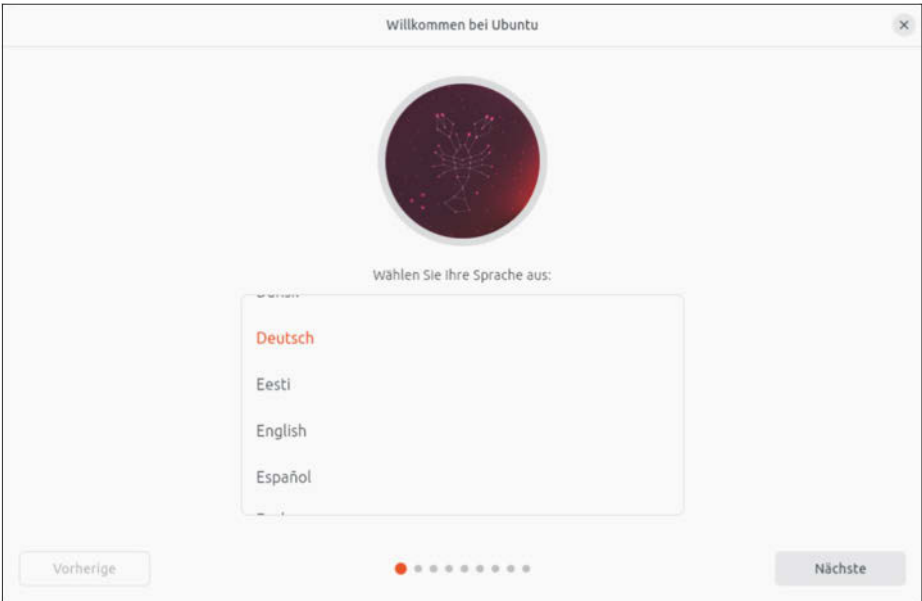 Willkommen bei Ubuntu
Wählen Sie Ihre Sprache aus:
Deutsch
Eesti
English
Español
Vorherige
Nächste